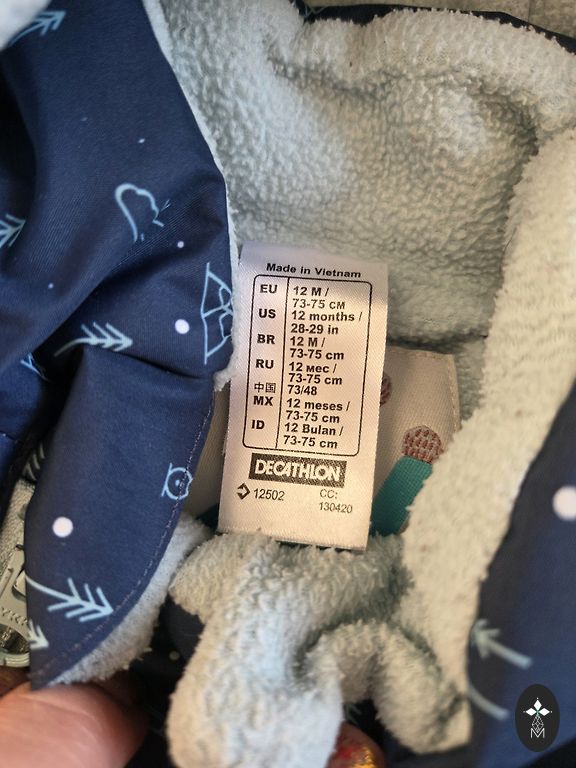 Made in Vietnam
EU 12 M /
73-75 CM
US 12 months /
28-29 in
BR 12 M /
73-75 cm
RU 12 мес /
73-75 cm
中国 73/48
MX 12 meses /
73-75 cm
ID 12 Bulan /
73-75 cm
DECATHLON
12502 CC:
130420
M